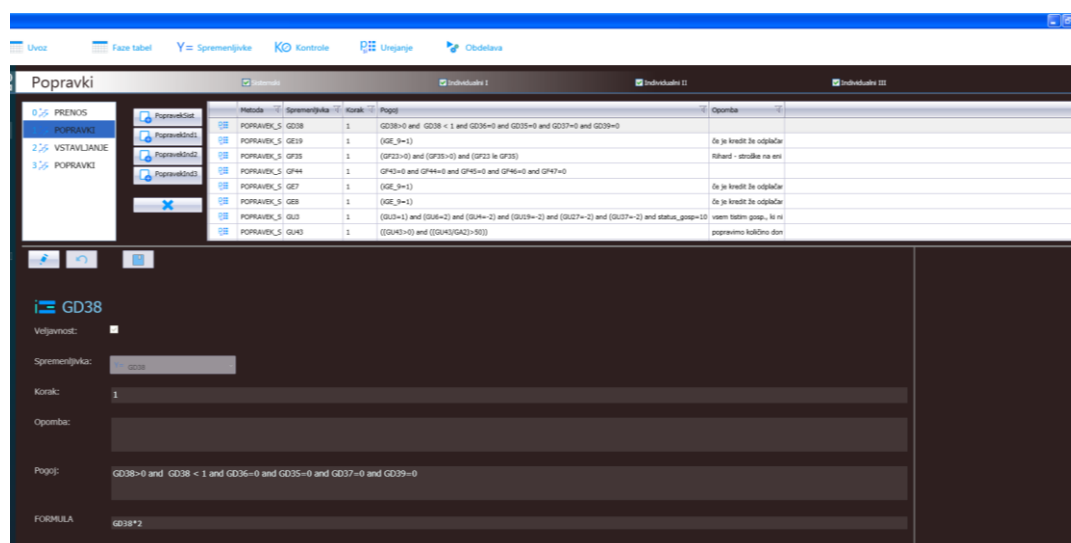 Uvoz Faze tabel Y= Spremenljivke KØ Kontrole Urejanje Obdelava
Popravki Sistemski Individualni I Individualni II Individualni III
0 PRENOS
POPRAVKI
2 VSTAVLJANJE
3 POPRAVKI
PopravekSist
PopravekInd1
PopravekInd2
PopravekInd3
Metoda Spremenljivka Korak Pogoj Opomba
POPRAVEK_S GD38 1 GD38>0 and GD38 < 1 and GD36=0 and GD35=0 and GD37=0 and GD39=0
POPRAVEK_S GE19 1 (iGE_9=1) če je kredit že odplačar
POPRAVEK_S GF35 1 (GF23>0) and (GF35>0) and (GF23 le GF35) Rihard - stroške na eni
POPRAVEK_S GF44 1 GF43=0 and GF44=0 and GF45=0 and GF46=0 and GF47=0
POPRAVEK_S GE7 1 (iGE_9=1) če je kredit že odplačar
POPRAVEK_S GE8 1 (iGE_9=1) če je kredit že odplačar
POPRAVEK_S GU3 1 (GU3=1) and (GU6=2) and (GU4=-2) and (GU19=-2) and (GU27=-2) and (GU37=-2) and status_gosp=10 vsem tistim gosp., ki ni
POPRAVEK_S GU43 1 ((GU43>0) and ((GU43/GA2)>50)) popravimo količino don
GD38
Veljavnost:
Spremenljivka: Y= GD38
Korak: 1
Opomba:
Pogoj: GD38>0 and GD38 < 1 and GD36=0 and GD35=0 and GD37=0 and GD39=0
FORMULA GD38*2